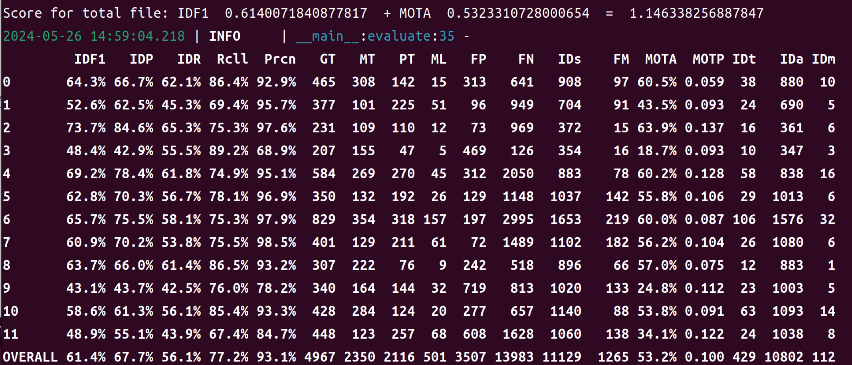 Score for total file: IDF1  0.6140071840877817  + MOTA  0.5323310728000654  =  1.146338256887847
2024-05-26 14:59:04.218 | INFO     | __main__:evaluate:35 -
IDF1 IDP IDR Rcll Prcn GT MT PT ML FP FN IDs FM MOTA MOTP IDt IDa IDm
0 64.3% 66.7% 62.1% 86.4% 92.9% 465 308 142 15 313 641 908 97 60.5% 0.059 38 880 10
1 52.6% 62.5% 45.3% 69.4% 95.7% 377 101 225 51 96 949 704 91 43.5% 0.093 24 690 5
2 73.7% 84.6% 65.3% 75.3% 97.6% 231 109 110 12 73 969 372 15 63.9% 0.137 16 361 6
3 48.4% 42.9% 55.5% 89.2% 68.9% 207 155 47 5 469 126 354 16 18.7% 0.093 10 347 3
4 69.2% 78.4% 61.8% 74.9% 95.1% 584 269 270 45 312 2050 883 78 60.2% 0.128 58 838 16
5 62.8% 70.3% 56.7% 78.1% 96.9% 350 132 192 26 129 1148 1037 142 55.8% 0.106 29 1013 6
6 65.7% 75.5% 58.1% 75.3% 97.9% 829 354 318 157 197 2995 1653 219 60.0% 0.087 106 1576 32
7 60.9% 70.2% 53.8% 75.5% 98.5% 401 129 211 61 72 1489 1102 182 56.2% 0.104 26 1080 6
8 63.7% 66.0% 61.4% 86.5% 93.2% 307 222 76 9 242 518 896 66 57.0% 0.075 12 883 1
9 43.1% 43.7% 42.5% 76.0% 78.2% 340 164 144 32 719 813 1020 133 24.8% 0.112 23 1003 5
10 58.6% 61.3% 56.1% 85.4% 93.3% 428 284 124 20 277 657 1140 88 53.8% 0.091 63 1093 14
11 48.9% 55.1% 43.9% 67.4% 84.7% 448 123 257 68 608 1628 1060 138 34.1% 0.122 24 1038 8
OVERALL 61.4% 67.7% 56.1% 77.2% 93.1% 4967 2350 2116 501 3507 13983 11129 1265 53.2% 0.100 429 10802 112